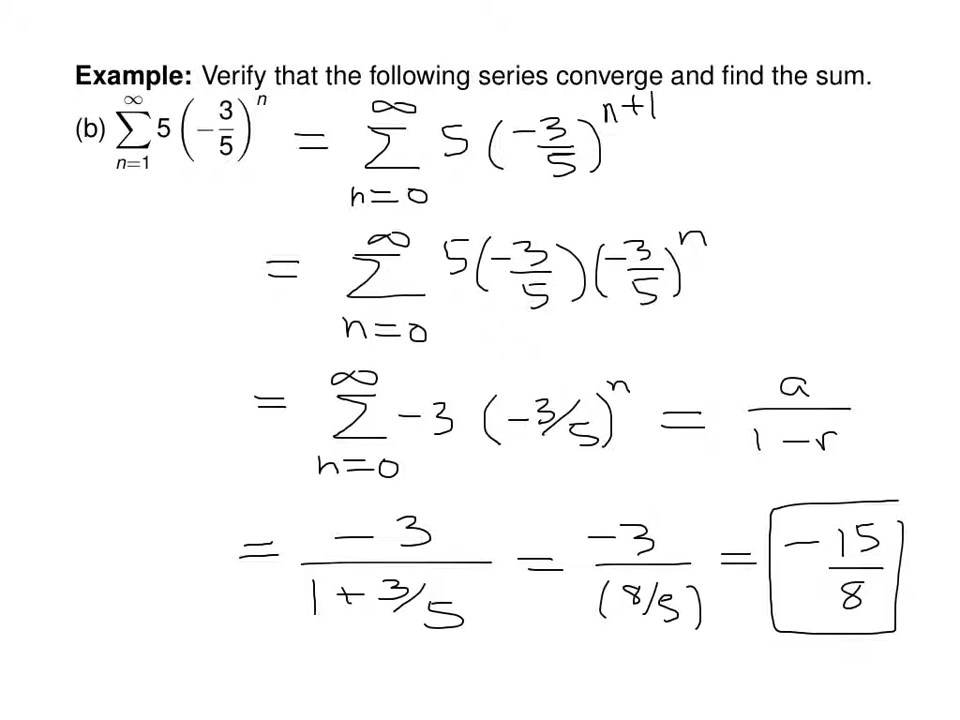 Example: Verify that the following series converge and find the sum.
(b) ∑_{n=1}^{∞} 5 (−3/5)^n = ∑_{n=0}^{∞} 5 (−3/5)^{n+1}
= ∑_{n=0}^{∞} 5(−3/5)(−3/5)^n
= ∑_{n=0}^{∞} −3 (−3/5)^n = a/(1−r)
= −3/(1+3/5) = −3/(8/5) = −15/8